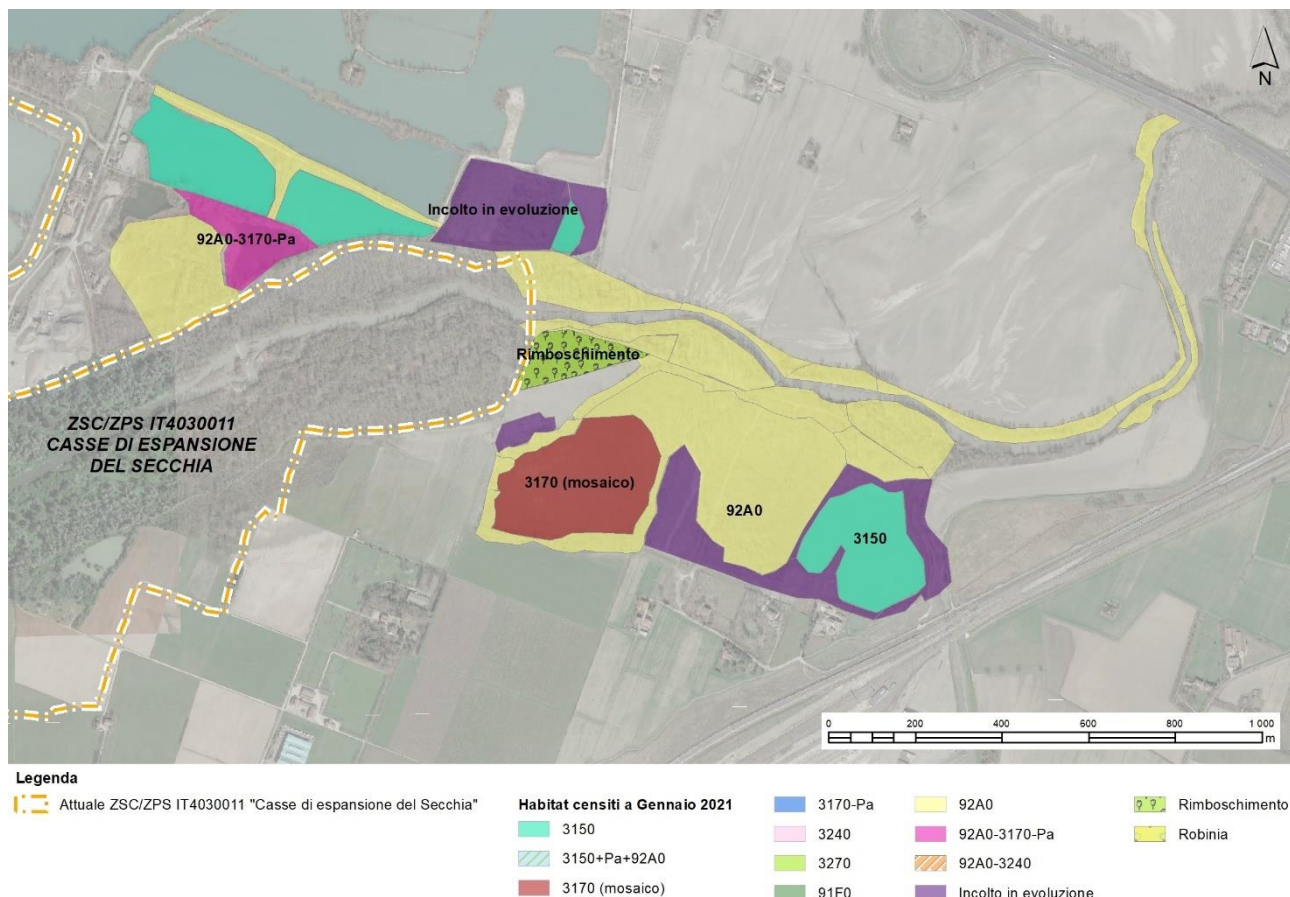 N
Incolto in evoluzione
92A0-3170-Pa
Rimboschimento
ZSC/ZPS IT4030011
CASSE DI ESPANSIONE
DEL SECCHIA
3170 (mosaico)
92A0
3150
0 200 400 600 800 1 000
m
Legenda
Attuale ZSC/ZPS IT4030011 "Casse di espansione del Secchia"
Habitat censiti a Gennaio 2021
3150
3150+Pa+92A0
3170 (mosaico)
3170-Pa
3240
3270
91E0
92A0
92A0-3170-Pa
92A0-3240
Incolto in evoluzione
Rimboschimento
Robinia